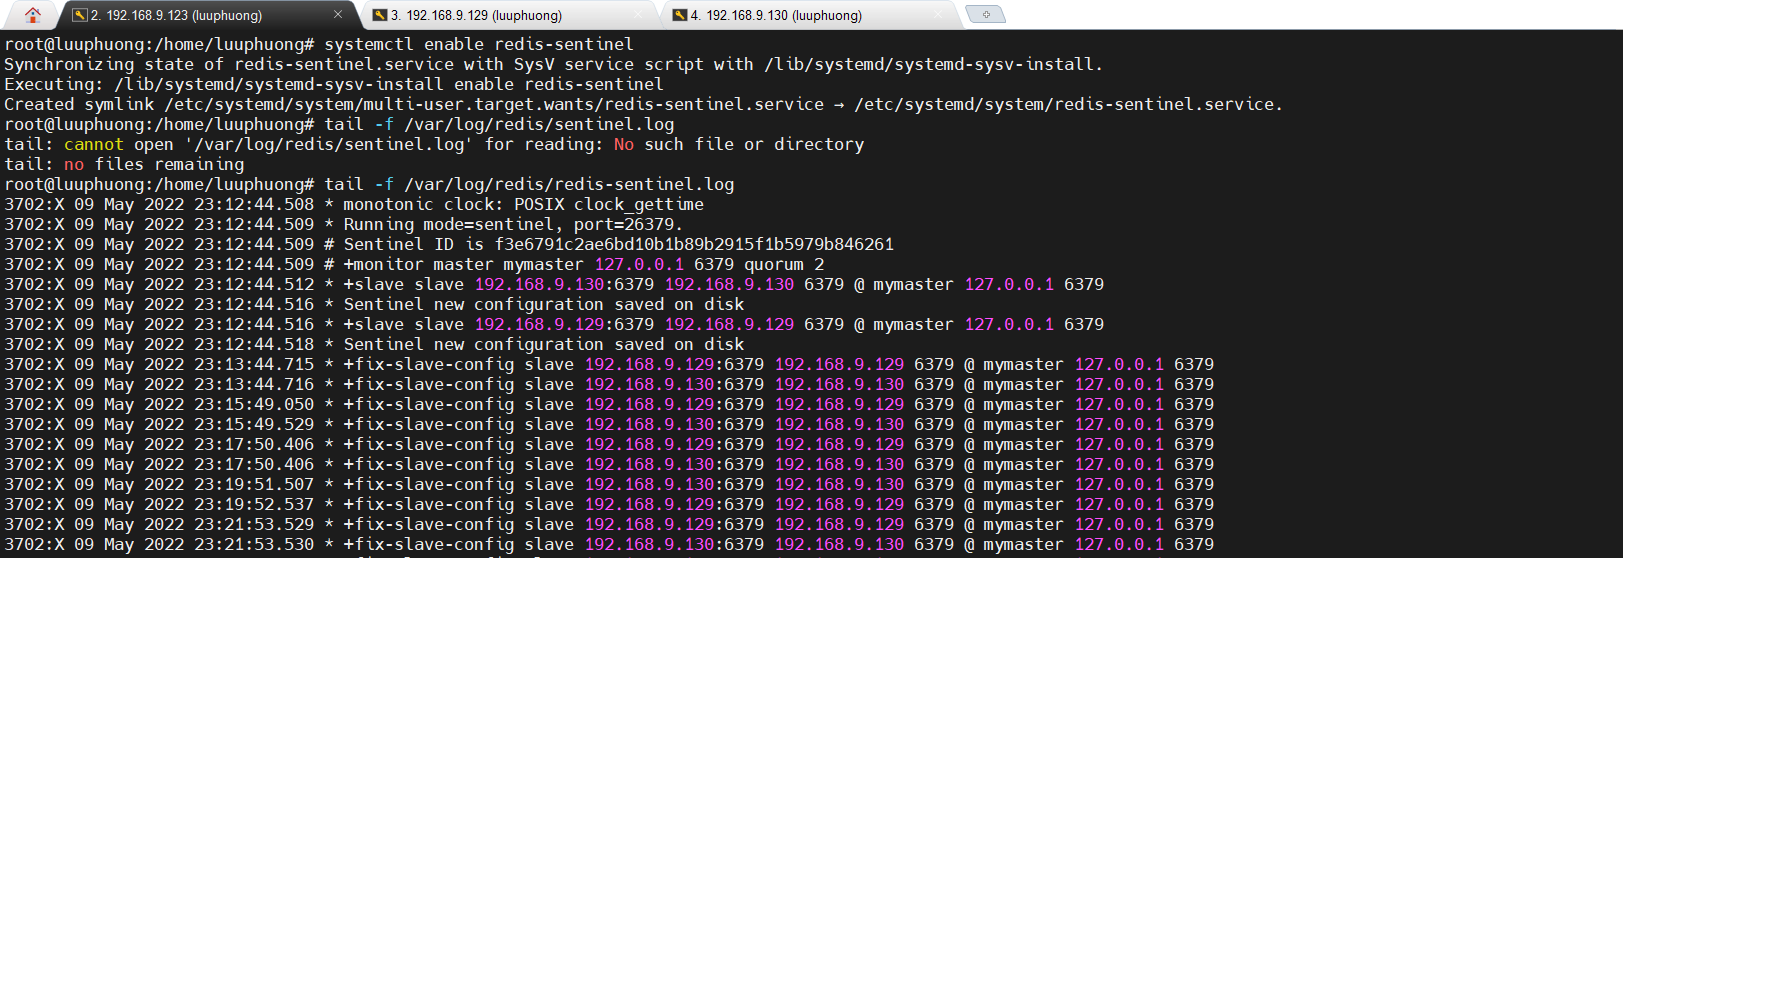 2. 192.168.9.123 (luuphuong)
3. 192.168.9.129 (luuphuong)
4. 192.168.9.130 (luuphuong)
root@luuphuong:/home/luuphuong# systemctl enable redis-sentinel
Synchronizing state of redis-sentinel.service with SysV service script with /lib/systemd/systemd-sysv-install.
Executing: /lib/systemd/systemd-sysv-install enable redis-sentinel
Created symlink /etc/systemd/system/multi-user.target.wants/redis-sentinel.service → /etc/systemd/system/redis-sentinel.service.
root@luuphuong:/home/luuphuong# tail -f /var/log/redis/sentinel.log
tail: cannot open '/var/log/redis/sentinel.log' for reading: No such file or directory
tail: no files remaining
root@luuphuong:/home/luuphuong# tail -f /var/log/redis/redis-sentinel.log
3702:X 09 May 2022 23:12:44.508 * monotonic clock: POSIX clock_gettime
3702:X 09 May 2022 23:12:44.509 * Running mode=sentinel, port=26379.
3702:X 09 May 2022 23:12:44.509 # Sentinel ID is f3e6791c2ae6bd10b1b89b2915f1b5979b846261
3702:X 09 May 2022 23:12:44.509 # +monitor master mymaster 127.0.0.1 6379 quorum 2
3702:X 09 May 2022 23:12:44.512 * +slave slave 192.168.9.130:6379 192.168.9.130 6379 @ mymaster 127.0.0.1 6379
3702:X 09 May 2022 23:12:44.516 * Sentinel new configuration saved on disk
3702:X 09 May 2022 23:12:44.516 * +slave slave 192.168.9.129:6379 192.168.9.129 6379 @ mymaster 127.0.0.1 6379
3702:X 09 May 2022 23:12:44.518 * Sentinel new configuration saved on disk
3702:X 09 May 2022 23:13:44.715 * +fix-slave-config slave 192.168.9.129:6379 192.168.9.129 6379 @ mymaster 127.0.0.1 6379
3702:X 09 May 2022 23:13:44.716 * +fix-slave-config slave 192.168.9.130:6379 192.168.9.130 6379 @ mymaster 127.0.0.1 6379
3702:X 09 May 2022 23:15:49.050 * +fix-slave-config slave 192.168.9.129:6379 192.168.9.129 6379 @ mymaster 127.0.0.1 6379
3702:X 09 May 2022 23:15:49.529 * +fix-slave-config slave 192.168.9.130:6379 192.168.9.130 6379 @ mymaster 127.0.0.1 6379
3702:X 09 May 2022 23:17:50.406 * +fix-slave-config slave 192.168.9.129:6379 192.168.9.129 6379 @ mymaster 127.0.0.1 6379
3702:X 09 May 2022 23:17:50.406 * +fix-slave-config slave 192.168.9.130:6379 192.168.9.130 6379 @ mymaster 127.0.0.1 6379
3702:X 09 May 2022 23:19:51.507 * +fix-slave-config slave 192.168.9.130:6379 192.168.9.130 6379 @ mymaster 127.0.0.1 6379
3702:X 09 May 2022 23:19:52.537 * +fix-slave-config slave 192.168.9.129:6379 192.168.9.129 6379 @ mymaster 127.0.0.1 6379
3702:X 09 May 2022 23:21:53.529 * +fix-slave-config slave 192.168.9.129:6379 192.168.9.129 6379 @ mymaster 127.0.0.1 6379
3702:X 09 May 2022 23:21:53.530 * +fix-slave-config slave 192.168.9.130:6379 192.168.9.130 6379 @ mymaster 127.0.0.1 6379